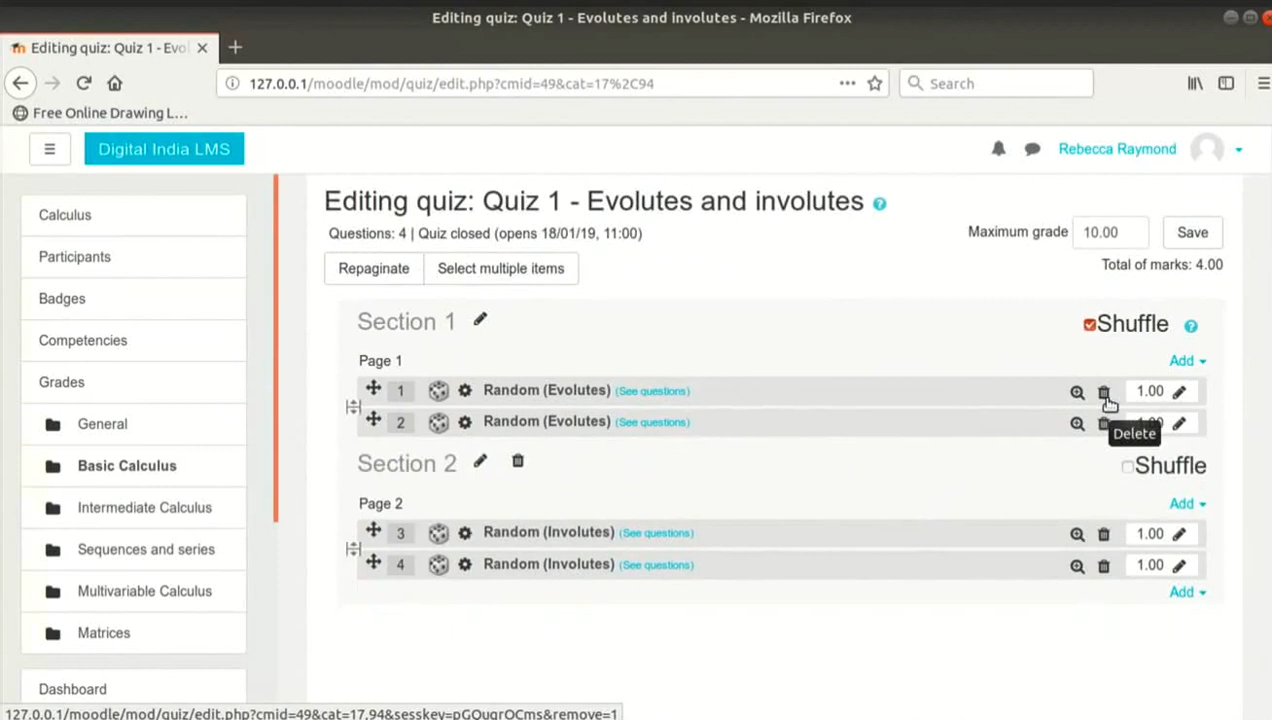 Editing quiz: Quiz 1 - Evolutes and involutes - Mozilla Firefox
Editing quiz: Quiz 1 - Evol
127.0.0.1/moodle/mod/quiz/edit.php?cmid=49&cat=17%2C94
Search
Free Online Drawing L...
Digital India LMS
Rebecca Raymond
Calculus
Participants
Badges
Competencies
Grades
General
Basic Calculus
Intermediate Calculus
Sequences and series
Multivariable Calculus
Matrices
Dashboard
Editing quiz: Quiz 1 - Evolutes and involutes
Questions: 4 | Quiz closed (opens 18/01/19, 11:00)
Maximum grade 10.00 Save
Repaginate Select multiple items
Total of marks: 4.00
Section 1 Shuffle
Page 1 Add
1 Random (Evolutes) (See questions) 1.00
2 Random (Evolutes) (See questions)
Delete
Section 2 Shuffle
Page 2 Add
3 Random (Involutes) (See questions) 1.00
4 Random (Involutes) (See questions) 1.00
Add
127.0.0.1/moodle/mod/quiz/edit.php?cmid=49&cat=17,94&sesskey=pGOuqrOCms&remove=1